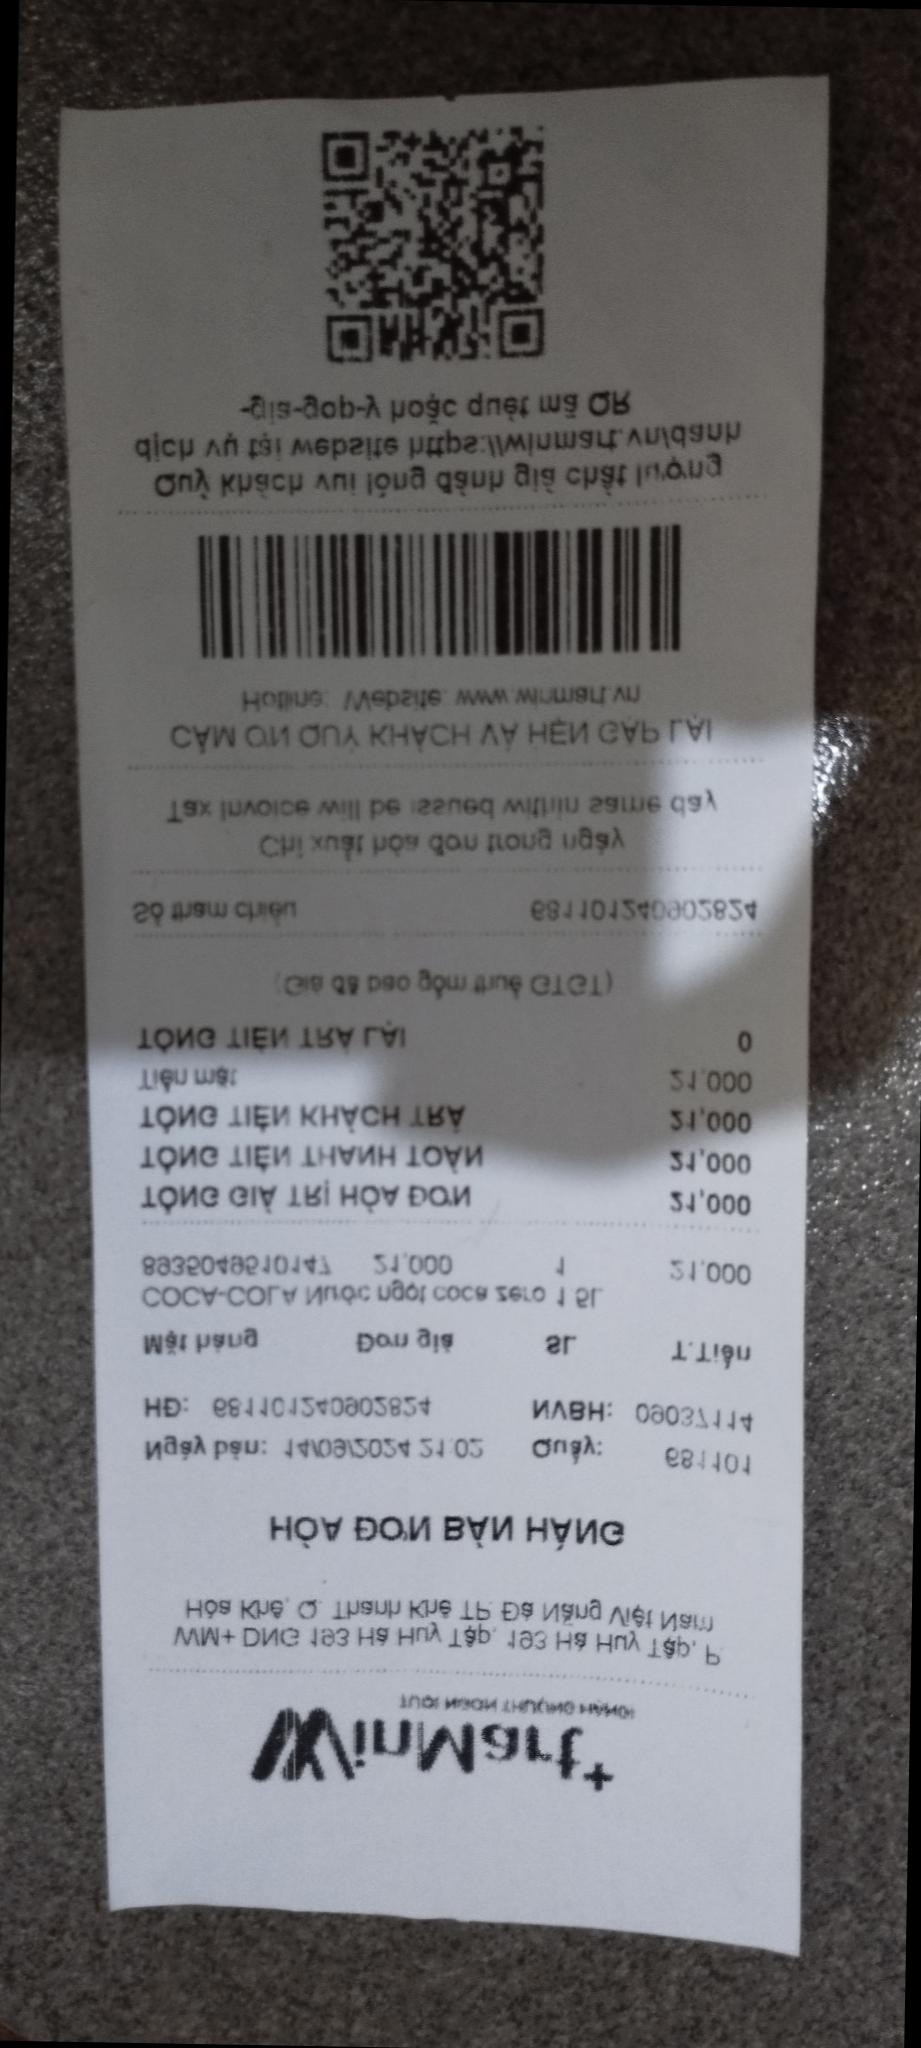 WinMart+
TƯƠI NGON THƯỢNG HẠNG!
WM+ DNG 193 Hà Huy Tập, 193 Hà Huy Tập, P.
Hòa Khê, Q. Thanh Khê TP. Đà Nẵng Việt Nam
HÓA ĐƠN BÁN HÀNG
Ngày bán: 14/09/2024 21:02 Quầy: 681101
HĐ: 681101240902824 NVBH: 09037114
Mặt hàng Đơn giá SL T.Tiền
COCA-COLA Nước ngọt coca zero 1.5L
8935049510147 21,000 1 21,000
TỔNG GIÁ TRỊ HÓA ĐƠN 21,000
TỔNG TIỀN THANH TOÁN 21,000
TỔNG TIỀN KHÁCH TRẢ 21,000
Tiền mặt 21,000
TỔNG TIỀN TRẢ LẠI 0
(Giá đã bao gồm thuế GTGT)
Số tham chiếu 681101240902824
Chỉ xuất hóa đơn trong ngày
Tax invoice will be issued within same day
CẢM ƠN QUÝ KHÁCH VÀ HẸN GẶP LẠI
Hotline: Website: www.winmart.vn
Quý khách vui lòng đánh giá chất lượng
dịch vụ tại website https://winmart.vn/danh
-gia-gop-y hoặc quét mã QR